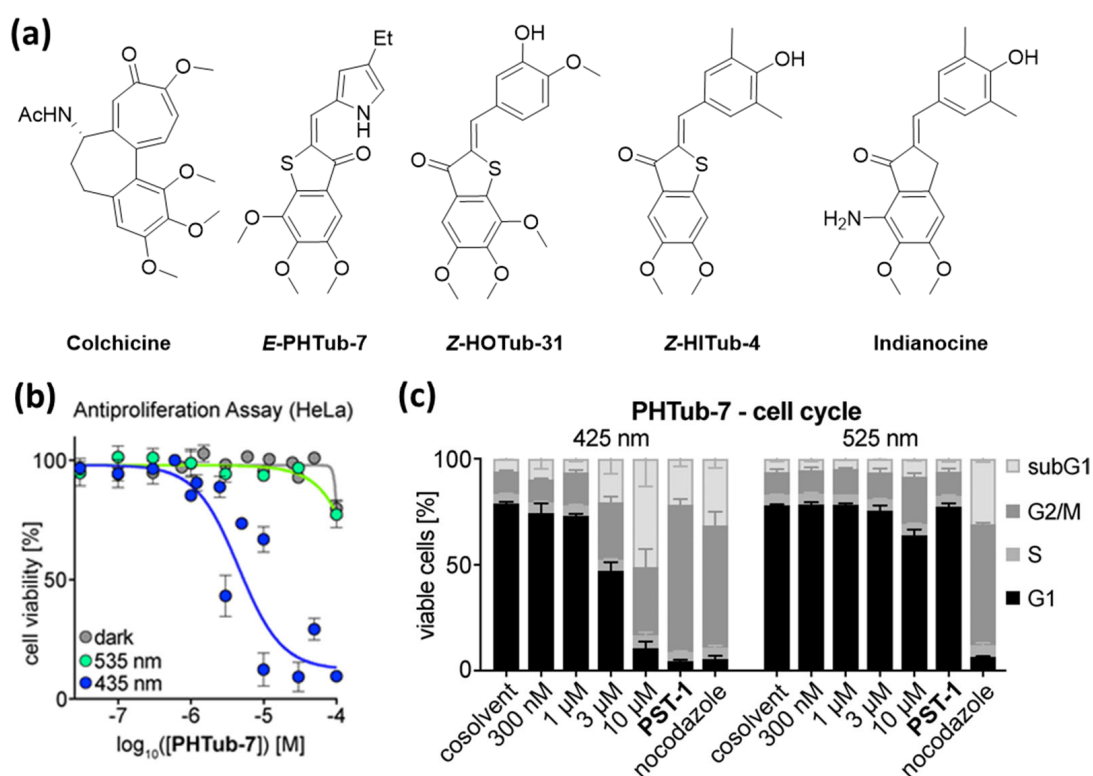 (a)
O
O
AcHN
O
O
O
Et
N
H
S
O
O
O
O
OH
O
O
S
O
O
O
OH
O
S
O
O
OH
O
H₂N
O
O
Colchicine
E-PHTub-7
Z-HOTub-31
Z-HITub-4
Indianocine
(b)
Antiproliferation Assay (HeLa)
cell viability [%]
100
50
0
dark
535 nm
435 nm
-7 -6 -5 -4
log₁₀([PHTub-7]) [M]
(c)
PHTub-7 - cell cycle
425 nm 525 nm
viable cells [%]
100
50
0
subG1
G2/M
S
G1
cosolvent 300 nM 1 µM 3 µM 10 µM PST-1 nocodazole cosolvent 300 nM 1 µM 3 µM 10 µM PST-1 nocodazole